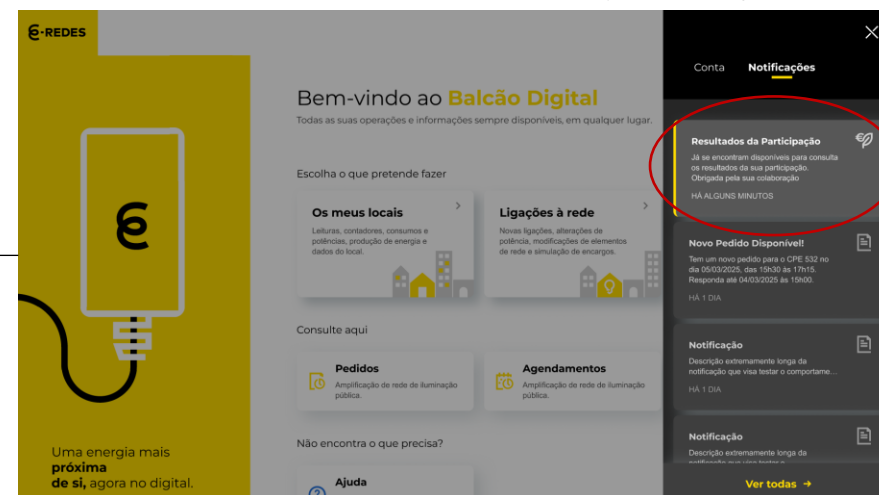 E-REDES
Bem-vindo ao Balcão Digital
Todas as suas operações e informações sempre disponíveis, em qualquer lugar.
Escolha o que pretende fazer
Os meus locais
Leituras, contadores, consumos e
potências, produção de energia e
dados do local.
Ligações à rede
Novas ligações, alterações de
potência, modificações de elementos
de rede e simulação de encargos.
Consulte aqui
Pedidos
Amplificação de rede de iluminação
pública.
Agendamentos
Amplificação de rede de iluminação
pública.
Não encontra o que precisa?
Ajuda
Uma energia mais
próxima
de si, agora no digital.
Conta
Notificações
Resultados da Participação
Já se encontram disponíveis para consulta
os resultados da sua participação.
Obrigada pela sua colaboração
HÁ ALGUNS MINUTOS
Novo Pedido Disponível!
Tem um novo pedido para o CPE 532 no
dia 05/03/2025, das 15h30 às 17h15.
Responda até 04/03/2025 às 15h00.
HÁ 1 DIA
Notificação
Descrição extremamente longa da
notificação que visa testar o comportame...
HÁ 1 DIA
Notificação
Descrição extremamente longa da
notificação que visa testar o
Ver todas →